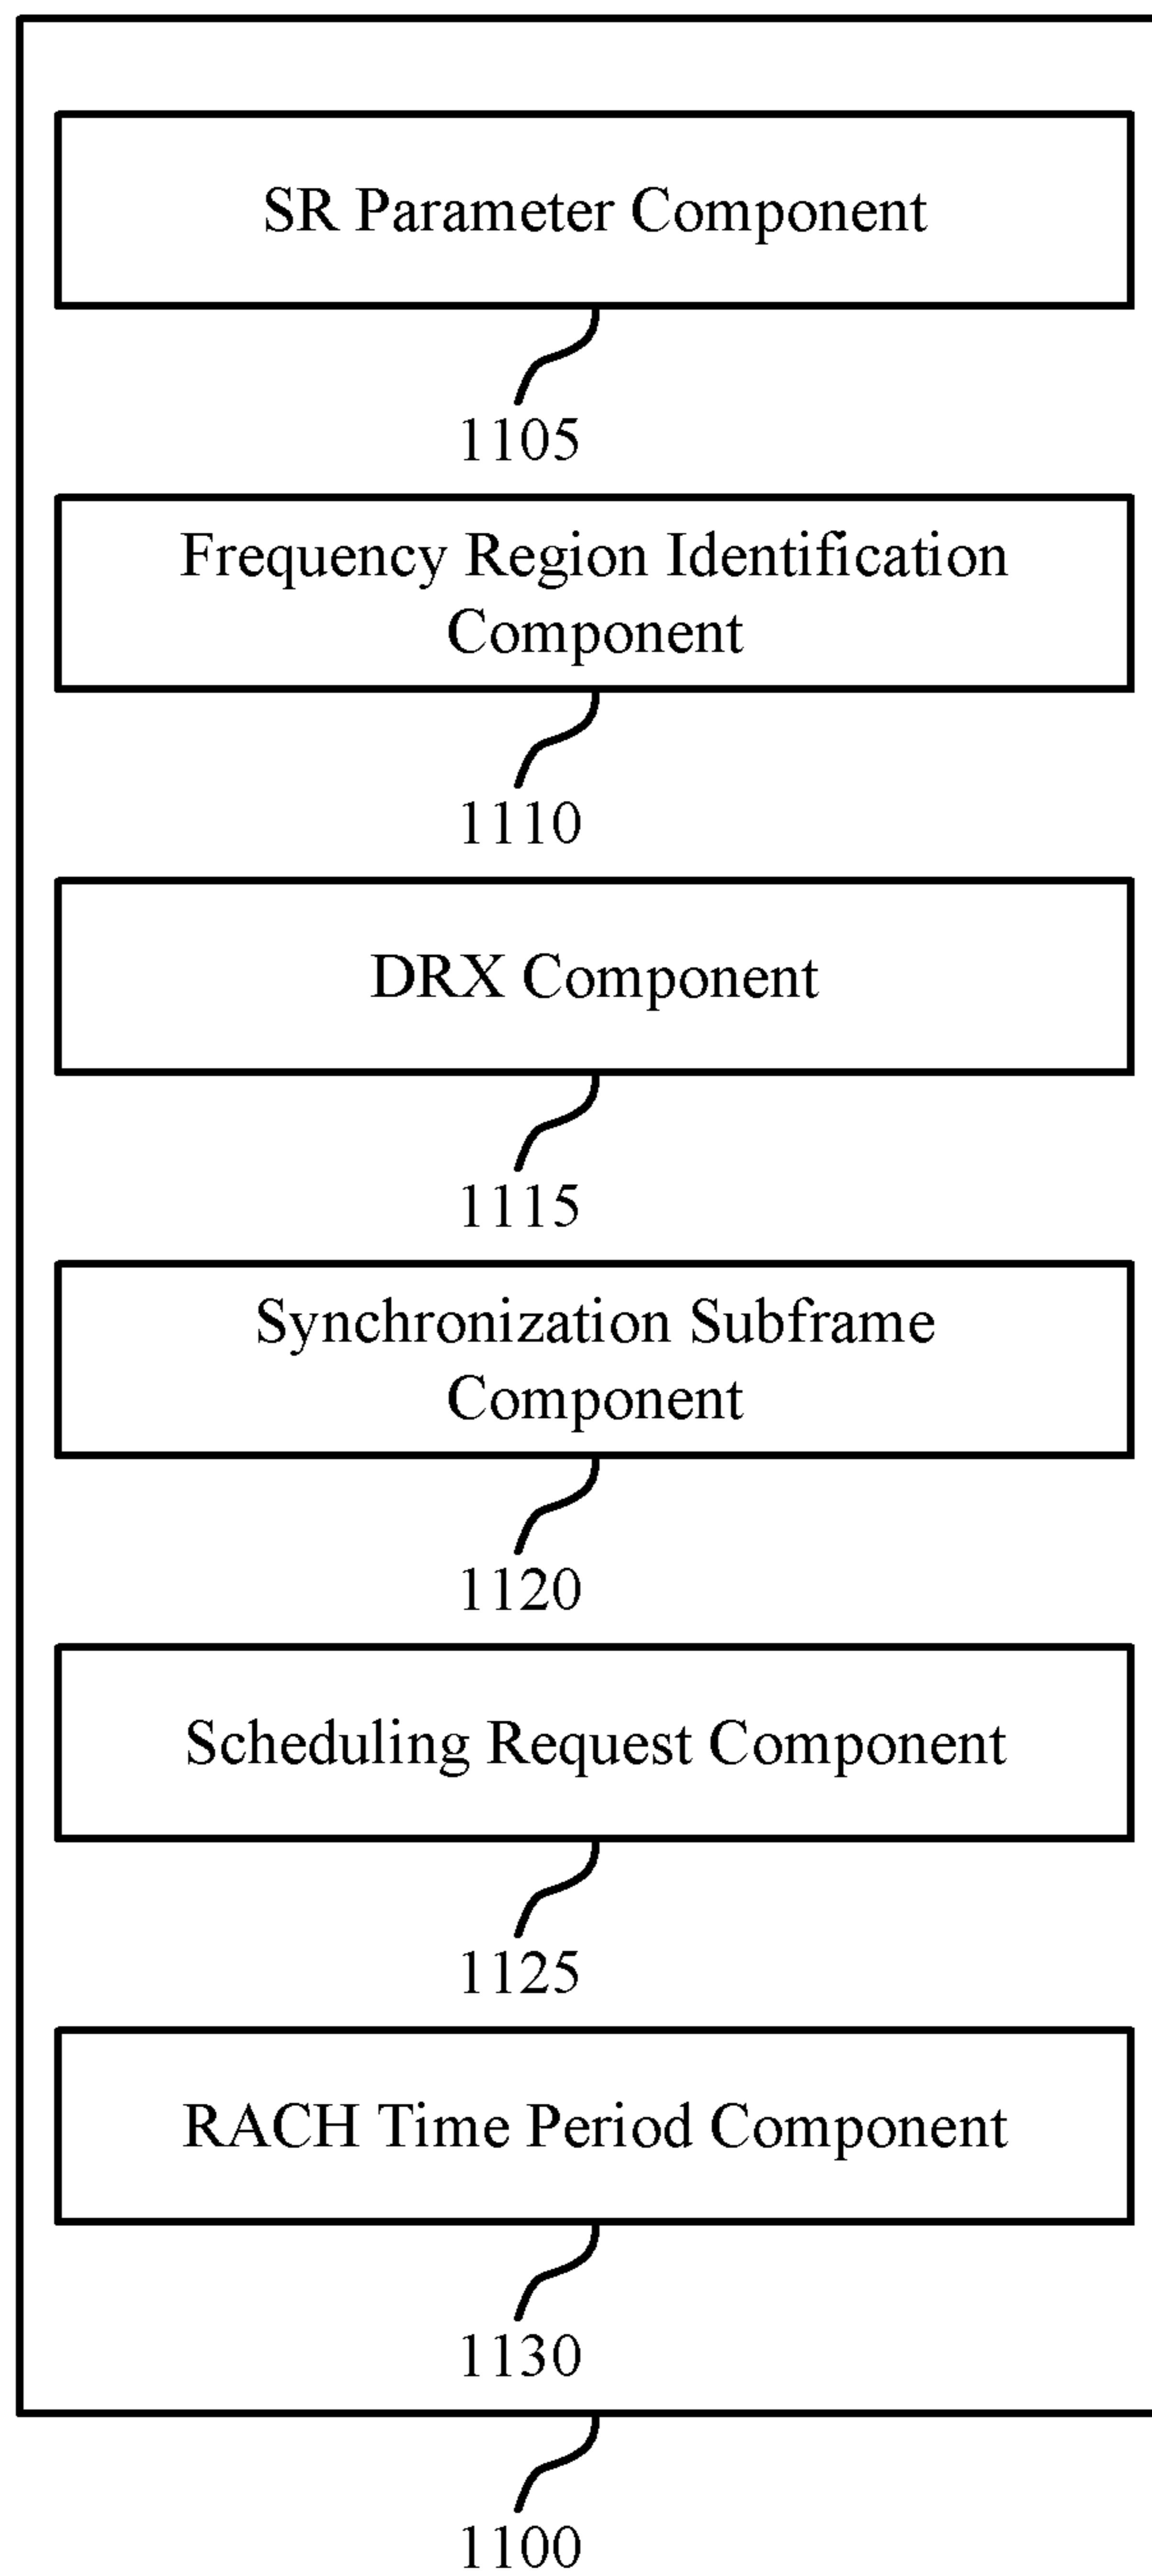 SR Parameter Component
1105
Frequency Region Identification
Component
1110
DRX Component
1115
Synchronization Subframe
Component
1120
Scheduling Request Component
1125
RACH Time Period Component
1130
1100